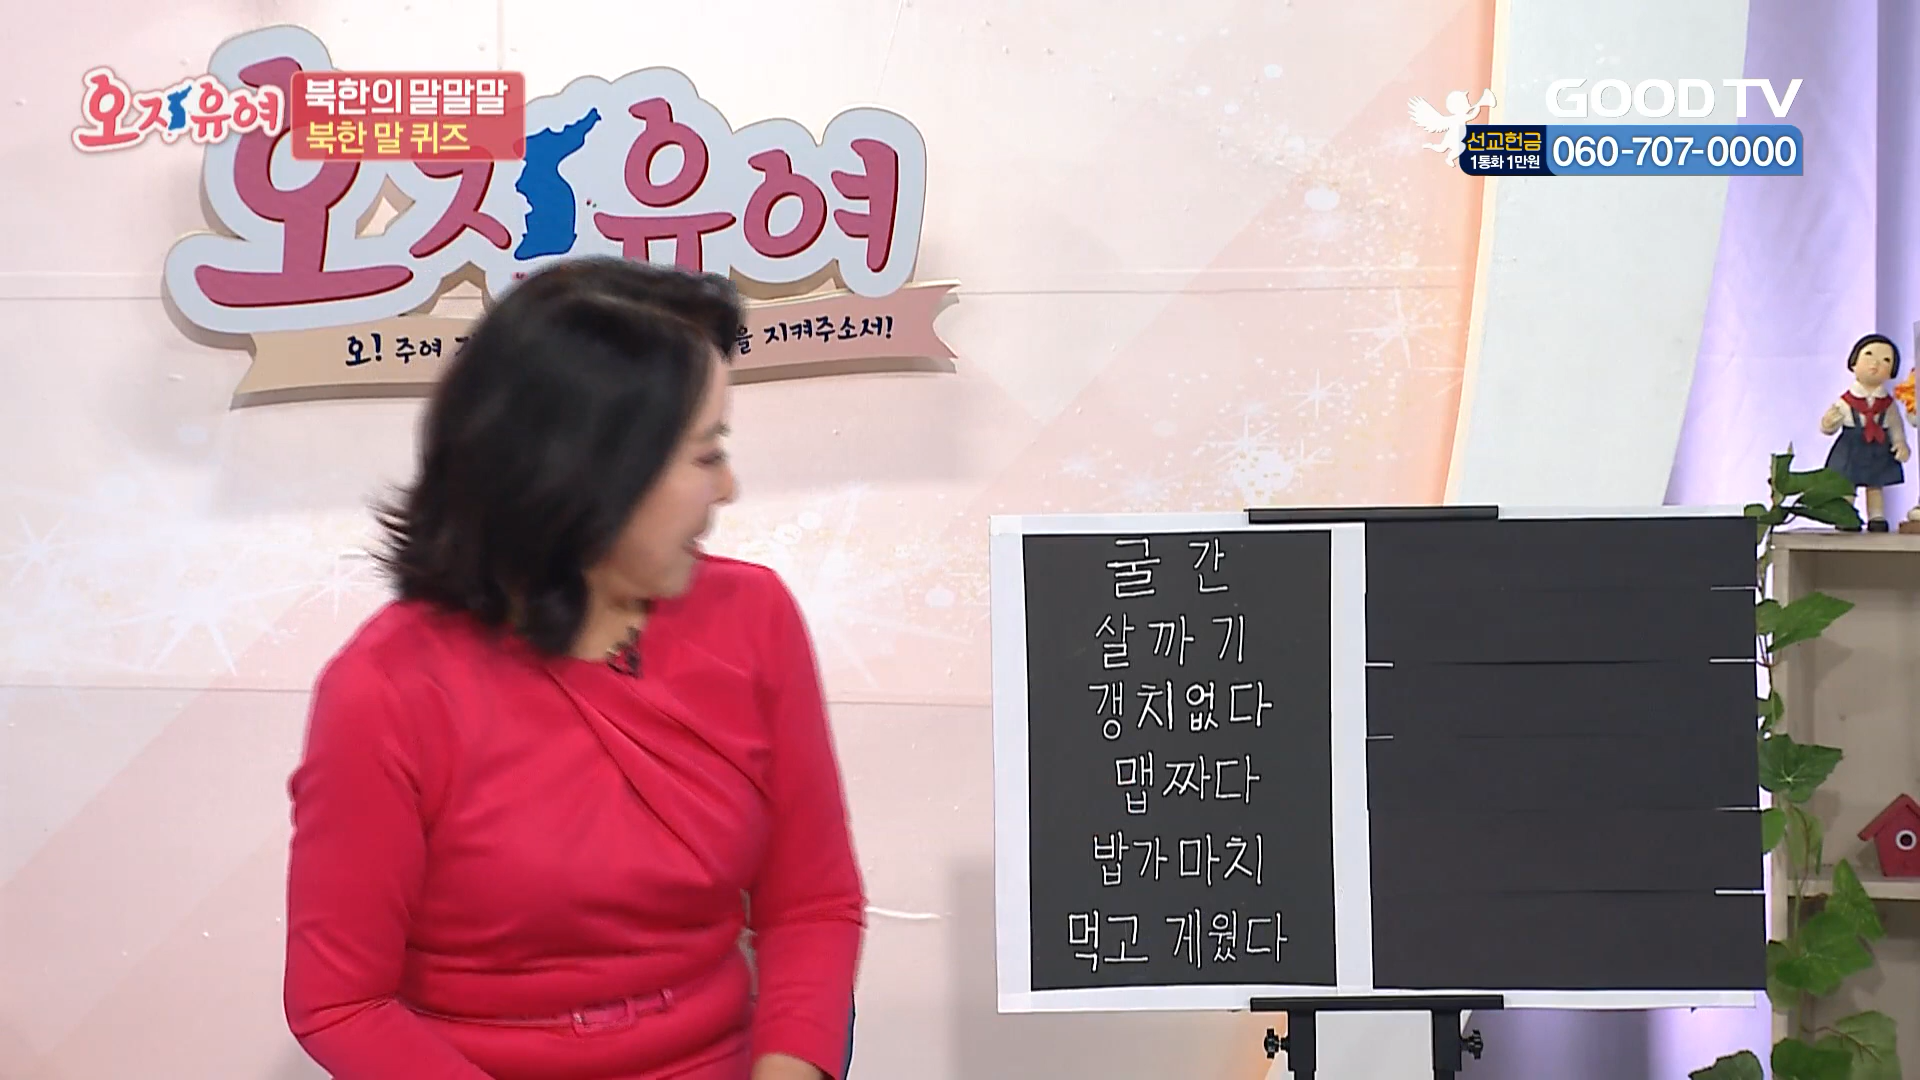 오지유여
북한의 말말말
북한 말 퀴즈
GOOD TV
선교헌금
1통화 1만원
060-707-0000
오지유여
오! 주여
을 지켜주소서!
굴 간
살 까 기
갱치없다
맵짜다
밥가마치
먹고 게웠다